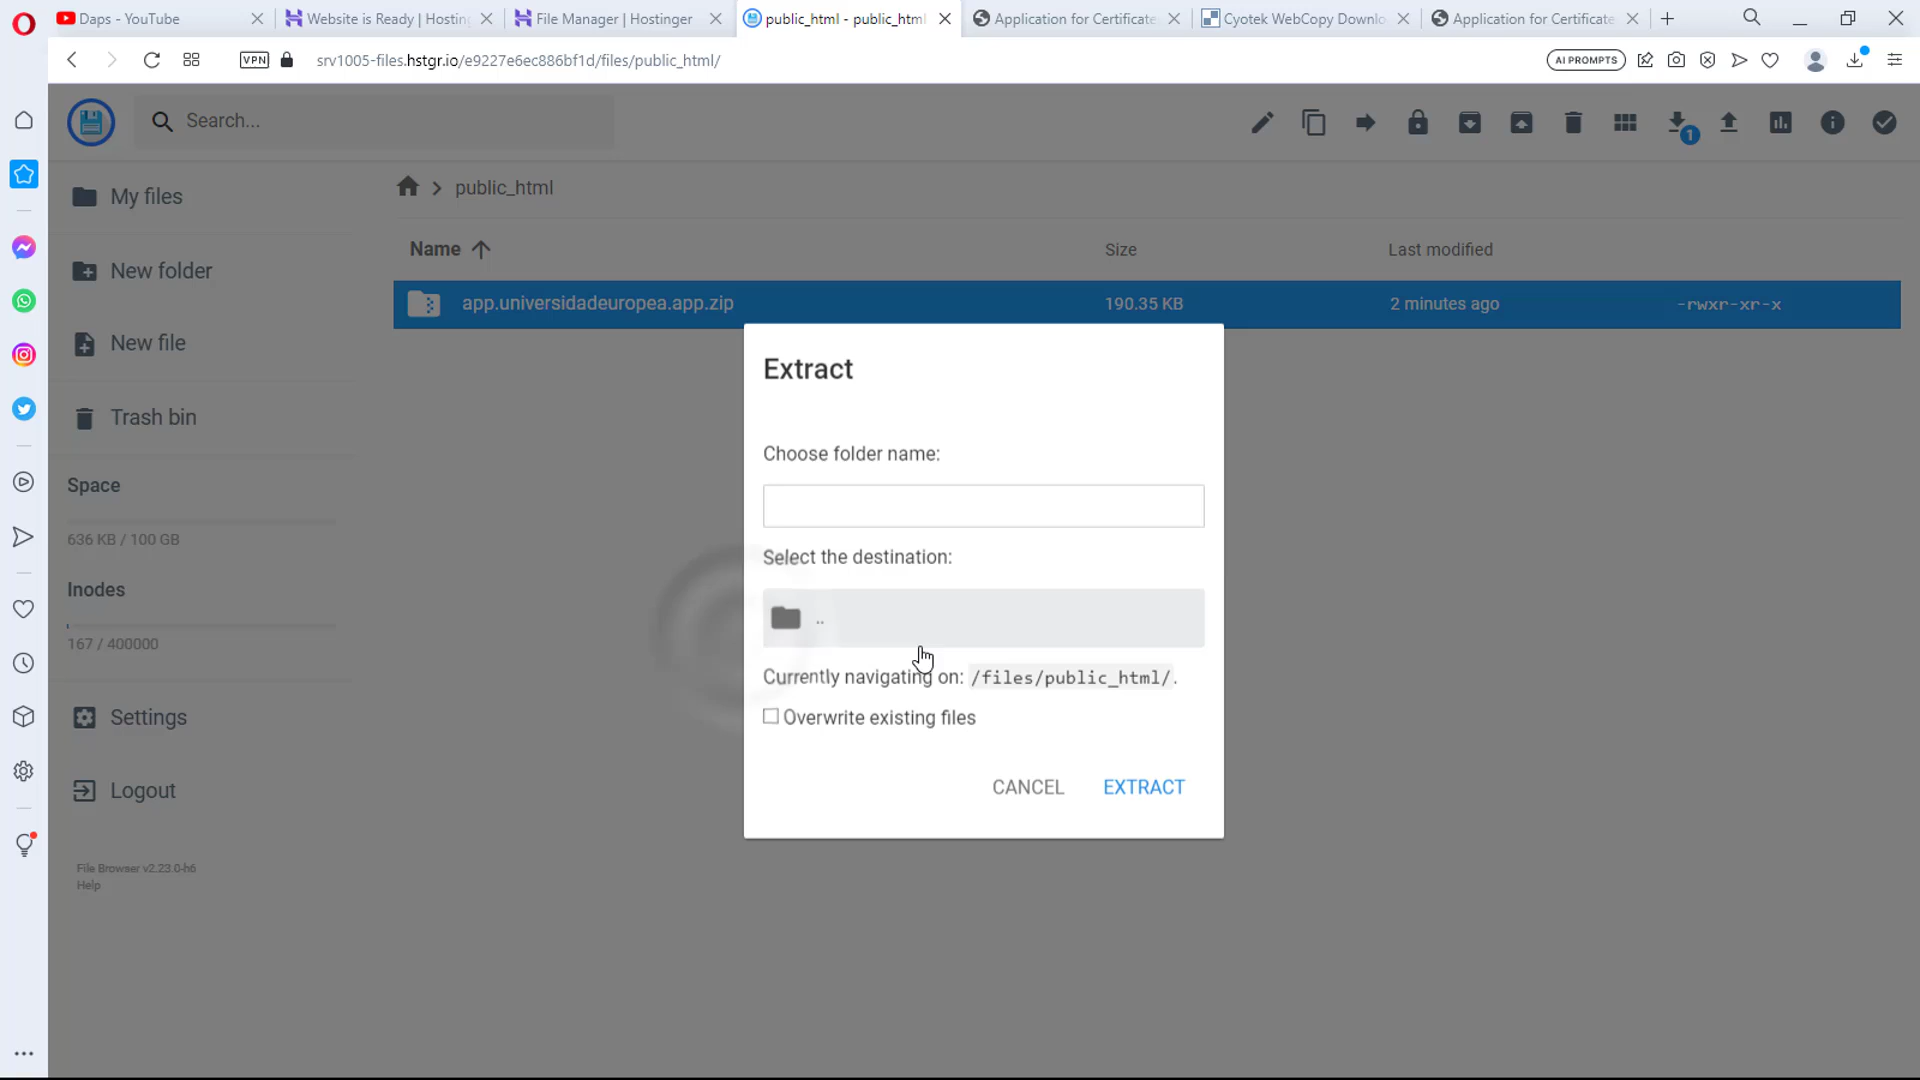 Daps - YouTube
Website is Ready | Hosting
File Manager | Hostinger
public_html - public_html
Application for Certificate
Cyotek WebCopy Downlo
Application for Certificate
VPN
srv1005-files.hstgr.io/e9227e6ec886bf1d/files/public_html/
AI PROMPTS
Search...
1
My files
public_html
Name
Size
Last modified
New folder
app.universidadeuropea.app.zip
190.35 KB
2 minutes ago
-rwxr-xr-x
New file
Extract
Trash bin
Choose folder name:
Space
636 KB / 100 GB
Select the destination:
Inodes
..
167 / 400000
Currently navigating on: /files/public_html/.
Settings
Overwrite existing files
Logout
CANCEL
EXTRACT
File Browser v2.23.0-h6
Help